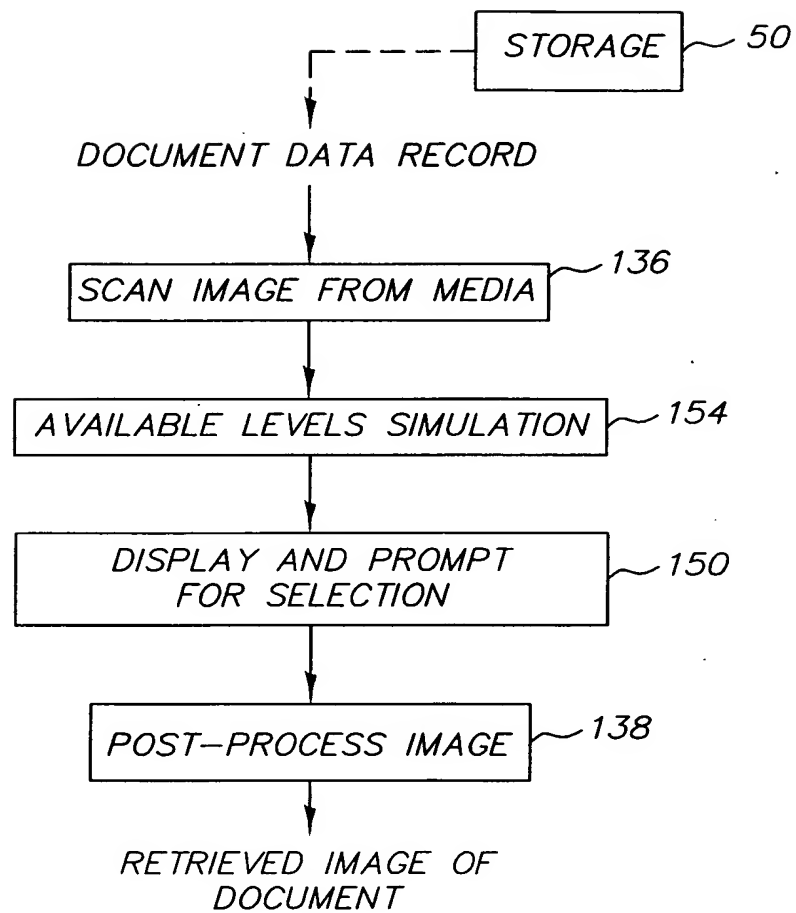 STORAGE
50
DOCUMENT DATA RECORD
SCAN IMAGE FROM MEDIA
136
AVAILABLE LEVELS SIMULATION
154
DISPLAY AND PROMPT
FOR SELECTION
150
POST-PROCESS IMAGE
138
RETRIEVED IMAGE OF
DOCUMENT